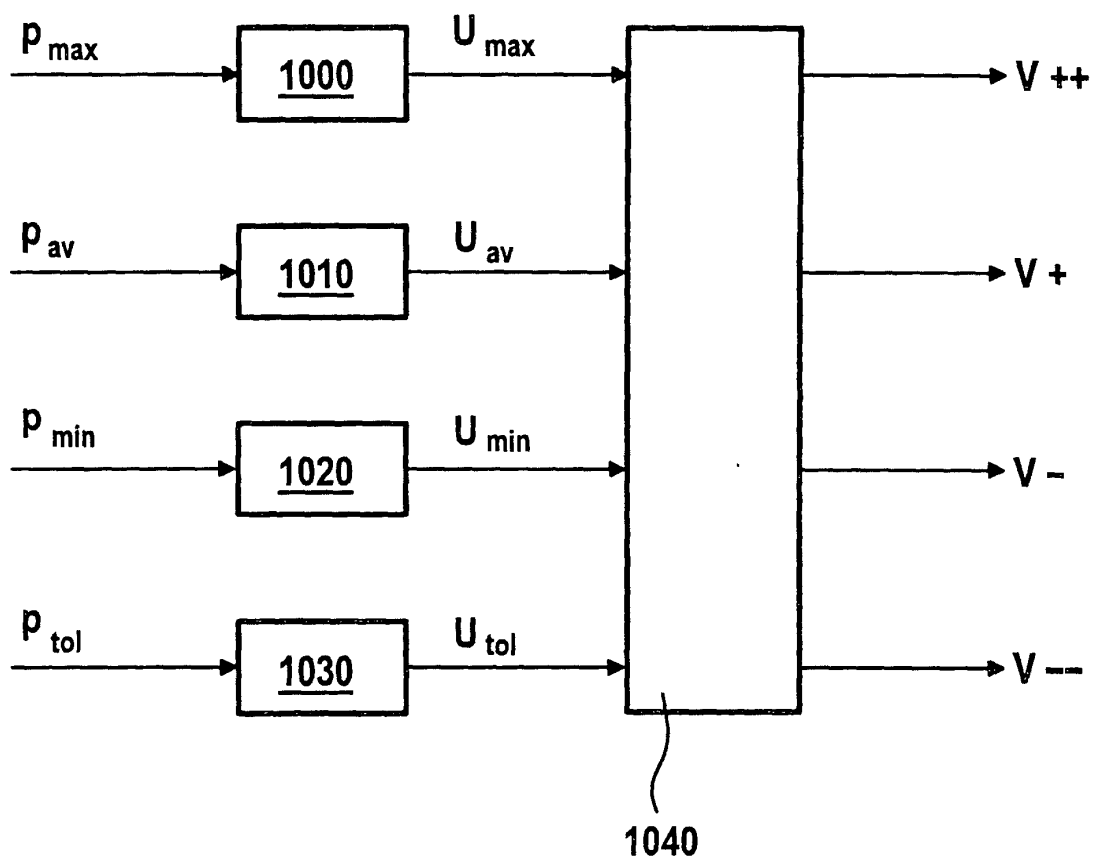 p max 1000 U max V ++
p av 1010 U av V +
p min 1020 U min V -
p tol 1030 U tol V --
1040